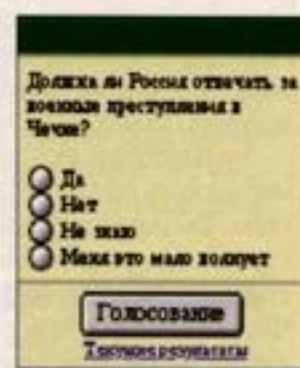 Должна ли Россия отвечать за
военные преступления в
Чечне?
Да
Нет
Не знаю
Меня это мало волнует
Голосование
Текущие результаты